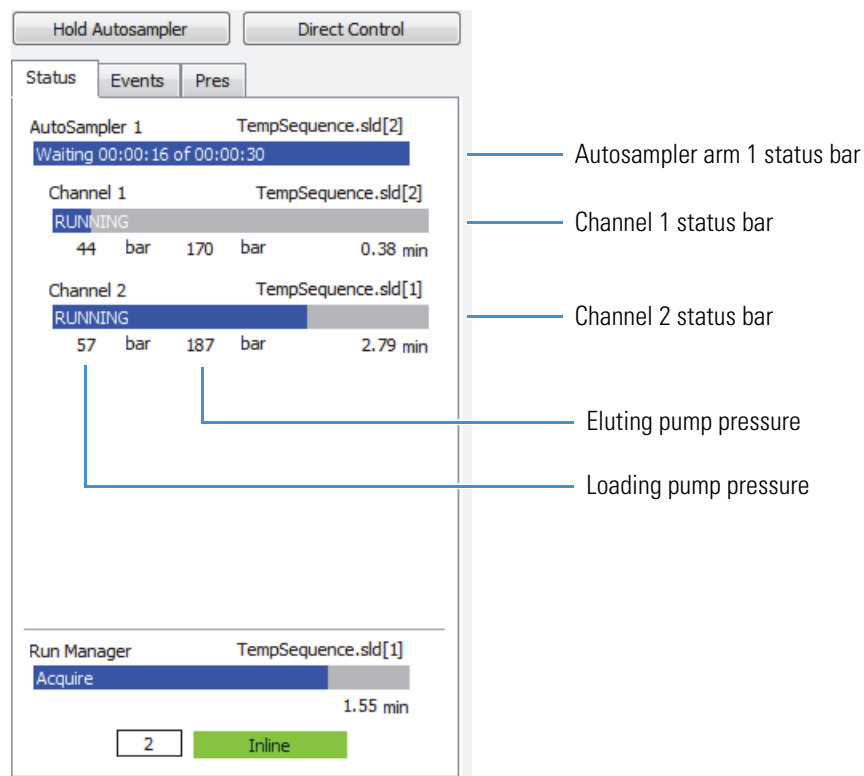 Hold Autosampler Direct Control
Status Events Pres
AutoSampler 1 TempSequence.sld[2]
Waiting 00:00:16 of 00:00:30
Autosampler arm 1 status bar
Channel 1 TempSequence.sld[2]
RUNNING
Channel 1 status bar
44 bar 170 bar 0.38 min
Channel 2 TempSequence.sld[1]
RUNNING
Channel 2 status bar
57 bar 187 bar 2.79 min
Eluting pump pressure
Loading pump pressure
Run Manager TempSequence.sld[1]
Acquire
1.55 min
2 Inline